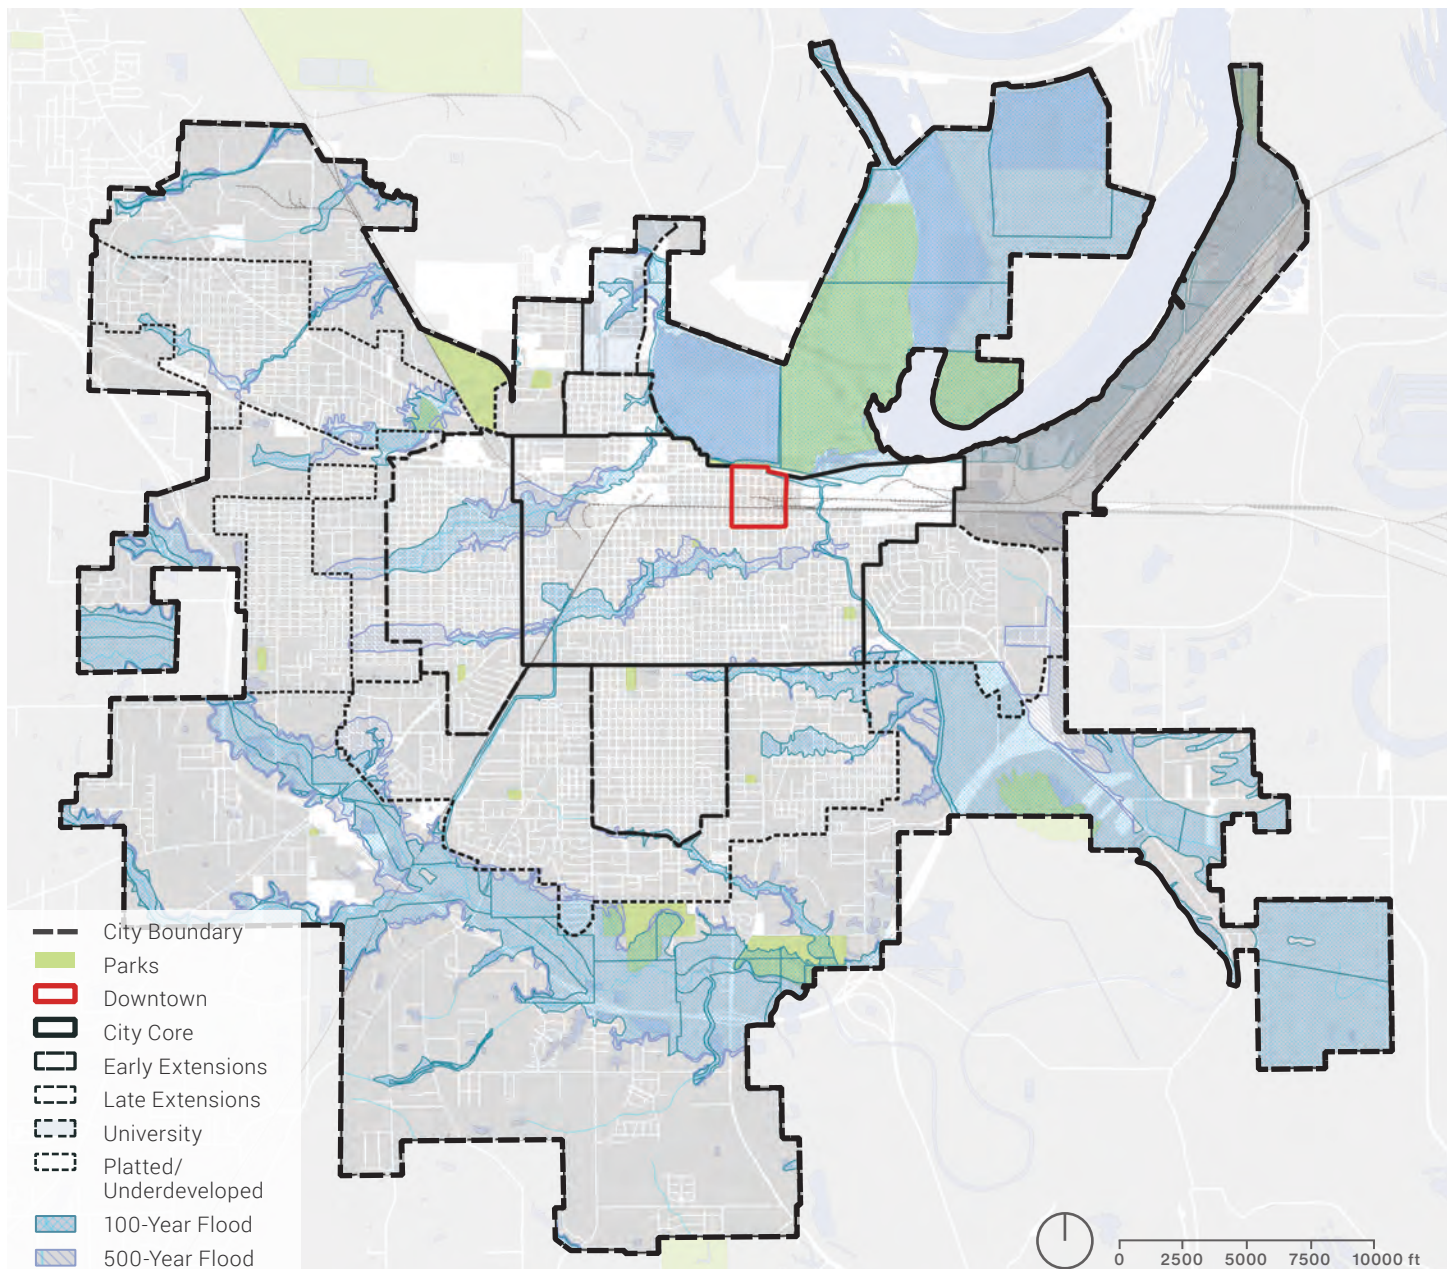 City Boundary
Parks
Downtown
City Core
Early Extensions
Late Extensions
University
Platted/
Underdeveloped
100-Year Flood
500-Year Flood
0 2500 5000 7500 10000 ft